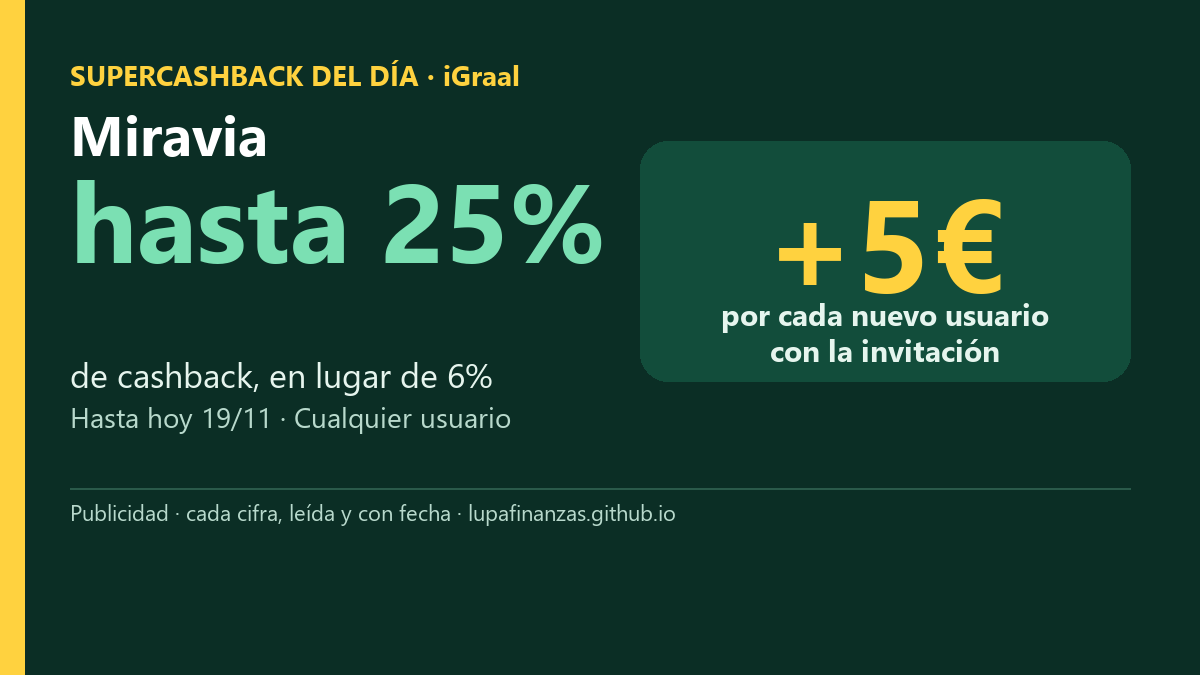 SUPERCASHBACK DEL DÍA · iGraal
Miravia
hasta 25%
de cashback, en lugar de 6%
Hasta hoy 19/11 · Cualquier usuario
+5€
por cada nuevo usuario
con la invitación
Publicidad · cada cifra, leída y con fecha · lupafinanzas.github.io